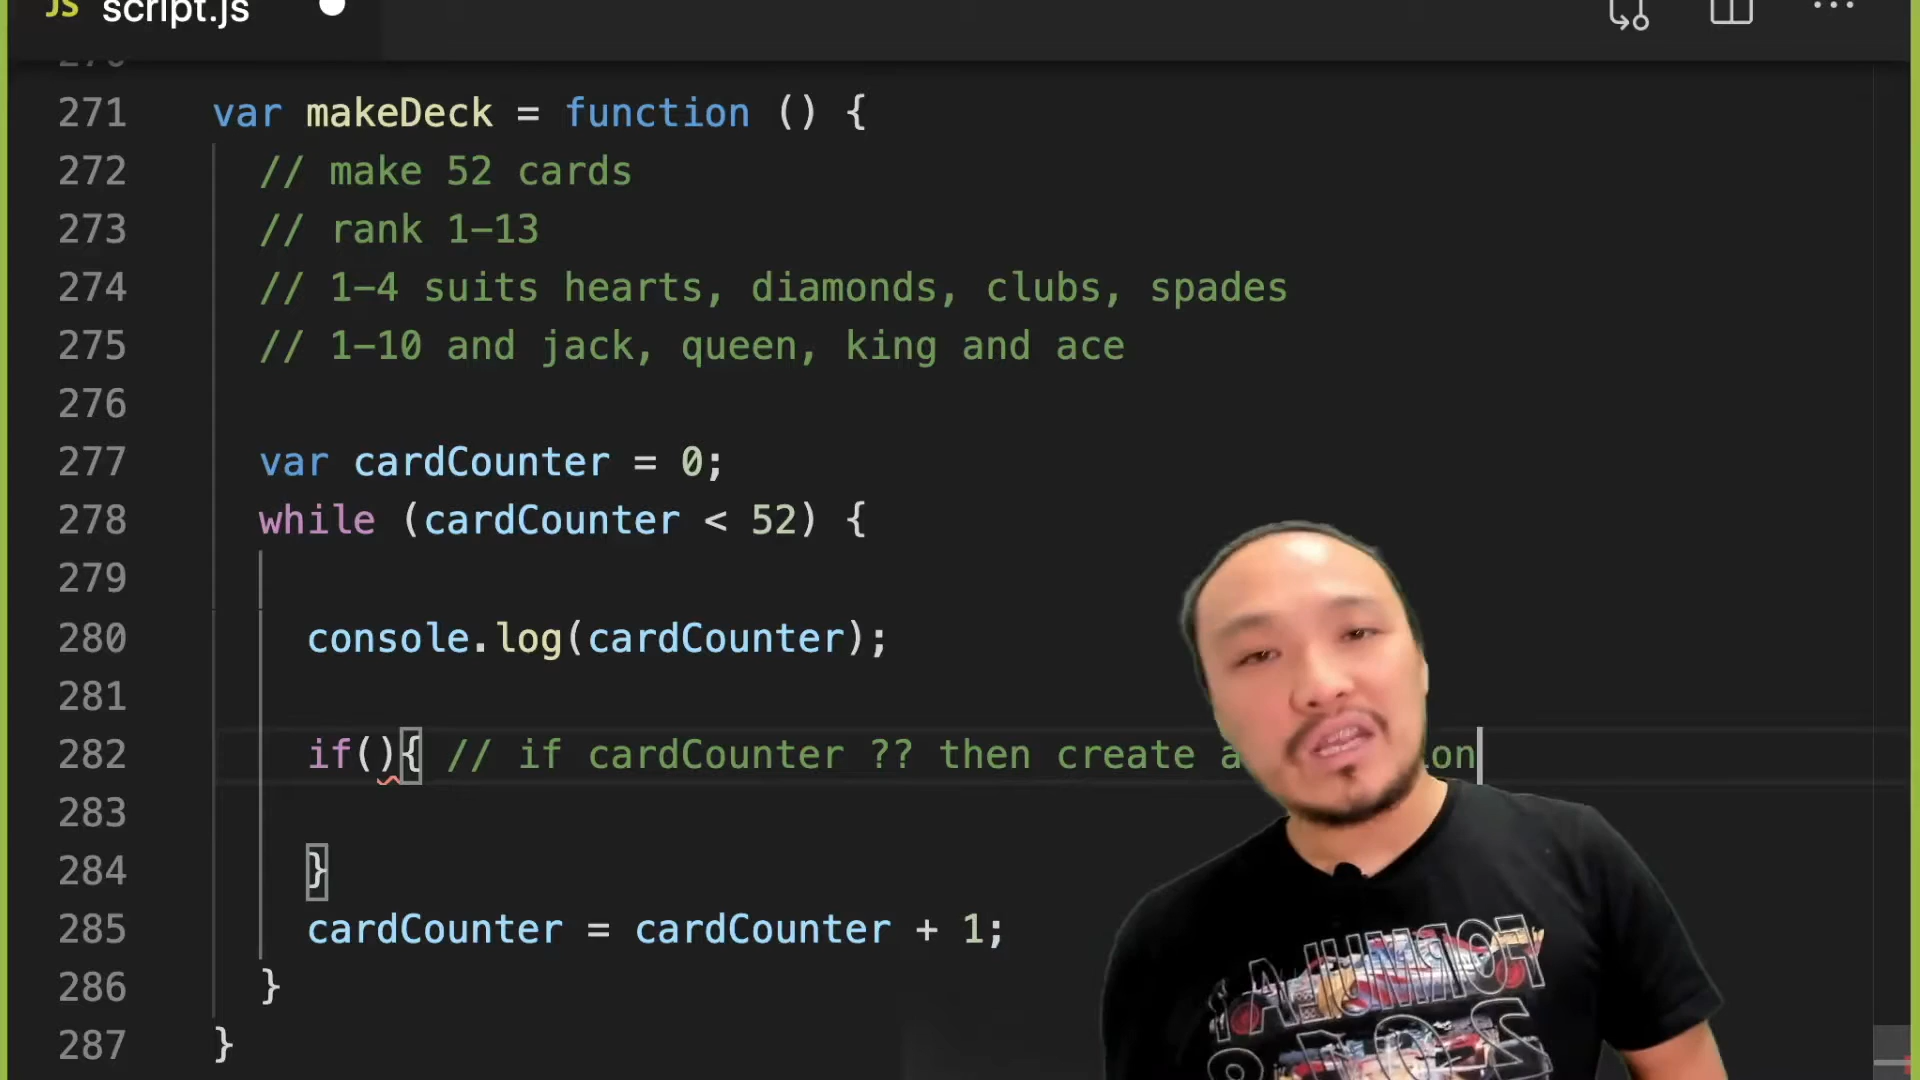 JS script.js
271 var makeDeck = function () {
272 // make 52 cards
273 // rank 1-13
274 // 1-4 suits hearts, diamonds, clubs, spades
275 // 1-10 and jack, queen, king and ace
276
277 var cardCounter = 0;
278 while (cardCounter < 52) {
279
280 console.log(cardCounter);
281
282 if(){ // if cardCounter ?? then create a
283
284 }
285 cardCounter = cardCounter + 1;
286 }
287 }
FORMULA